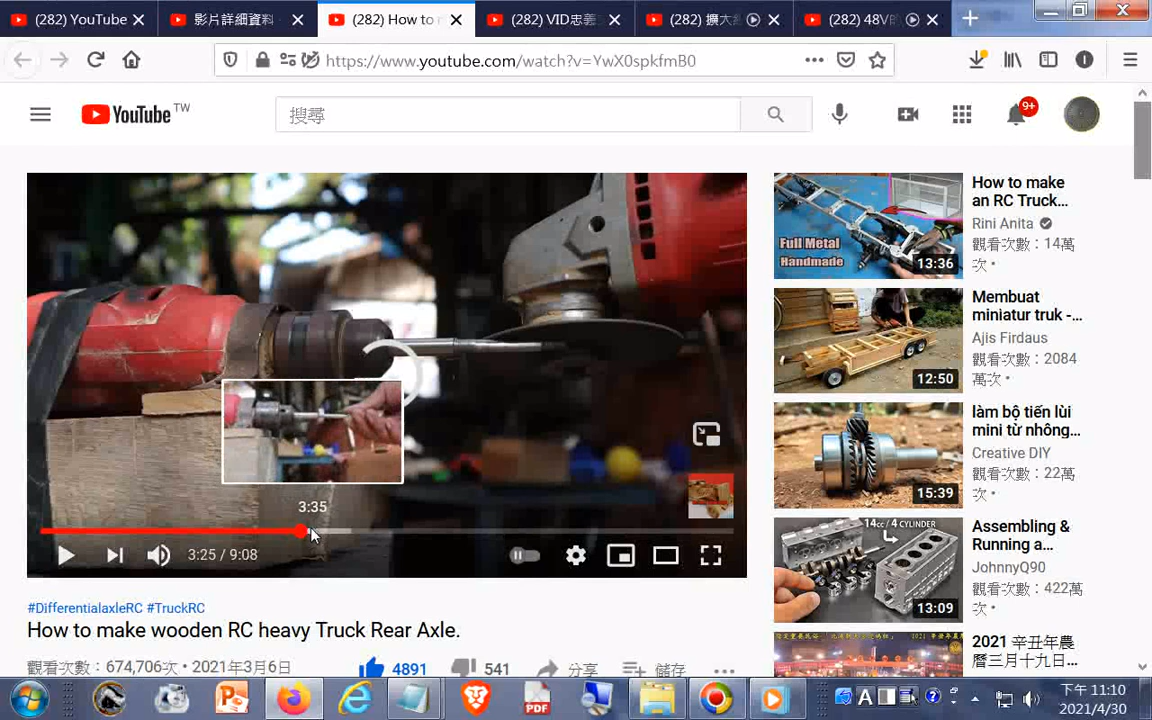 (282) YouTube
影片詳細資料
(282) How to
(282) VID忠義
(282) 擴大
(282) 48V
https://www.youtube.com/watch?v=YwX0spkfmB0
YouTube TW
搜尋
9+
3:35
3:25 / 9:08
#DifferentialaxleRC #TruckRC
How to make wooden RC heavy Truck Rear Axle.
觀看次數：674,706次 • 2021年3月6日
4891
541
分享
儲存
Full Metal
Handmade
13:36
How to make
an RC Truck...
Rini Anita
觀看次數：14萬
次 •
12:50
Membuat
miniatur truk -...
Ajis Firdaus
觀看次數：2084
萬次 •
15:39
làm bộ tiến lùi
mini từ nhông...
Creative DIY
觀看次數：22萬
次 •
14cc / 4 CYLINDER
13:09
Assembling &
Running a...
JohnnyQ90
觀看次數：422萬
次 •
2021 辛丑年農
曆三月十九日...
PDF
A
下午 11:10
2021/4/30